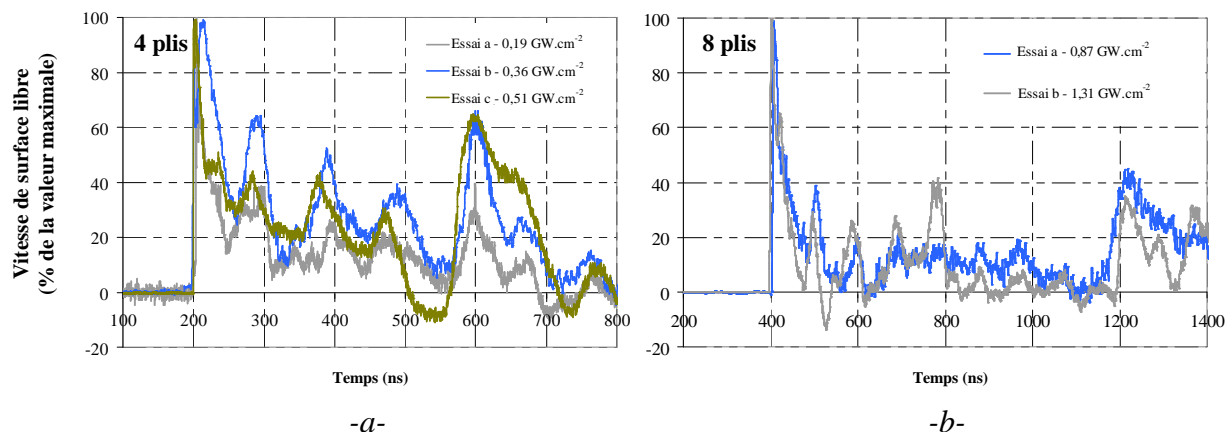 Vitesse de surface libre
(% de la valeur maximale)
4 plis
Essai a - 0,19 GW.cm-2
Essai b - 0,36 GW.cm-2
Essai c - 0,51 GW.cm-2
100
80
60
40
20
0
-20
100 200 300 400 500 600 700 800
Temps (ns)
-a-
8 plis
Essai a - 0,87 GW.cm-2
Essai b - 1,31 GW.cm-2
100
80
60
40
20
0
-20
200 400 600 800 1000 1200 1400
Temps (ns)
-b-